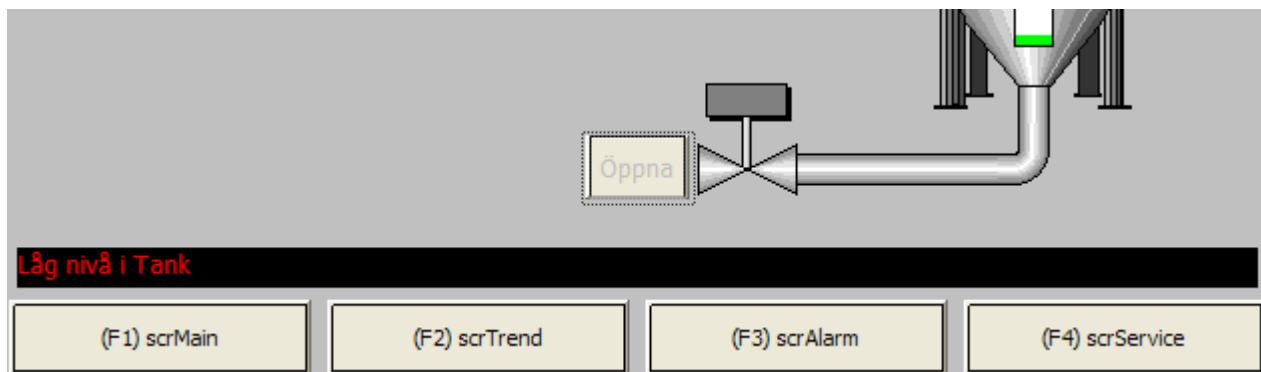 Öppna
Låg nivå i Tank
(F1) scrMain
(F2) scrTrend
(F3) scrAlarm
(F4) scrService